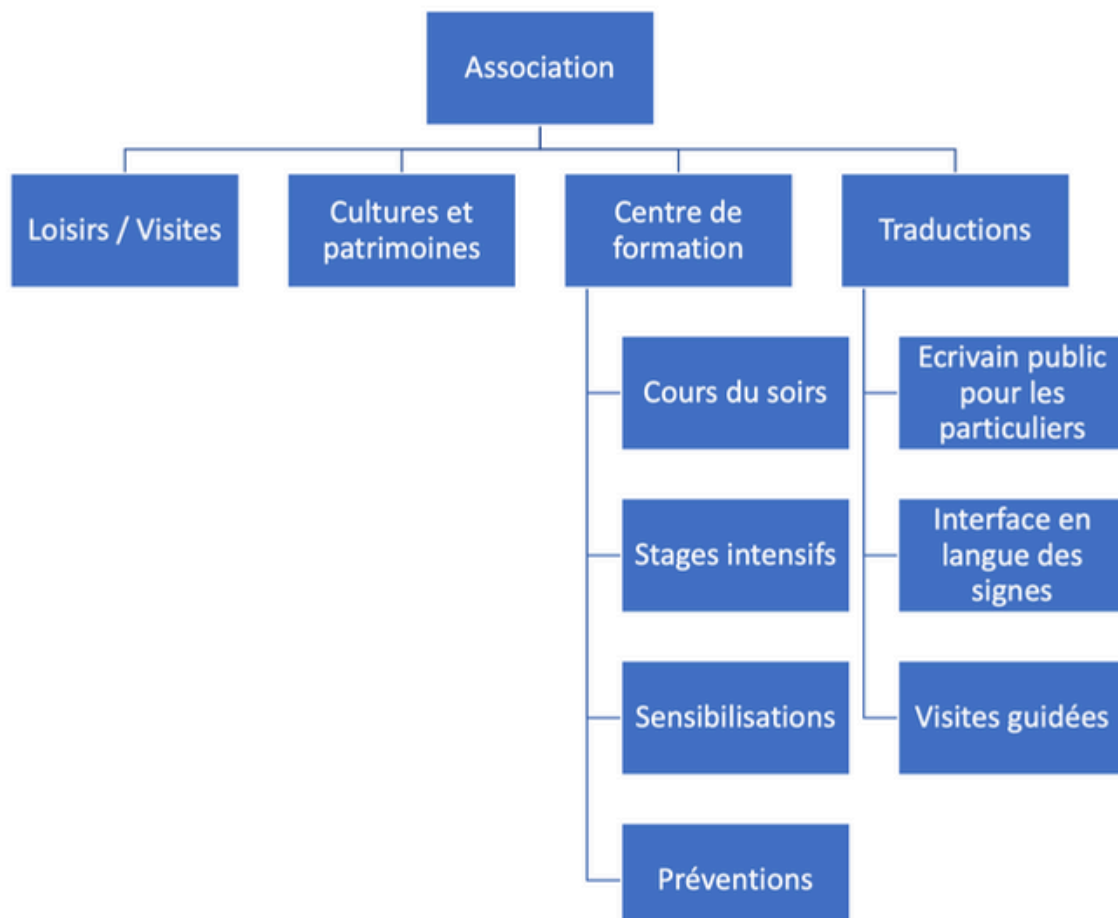 Association
Loisirs / Visites
Cultures et
patrimoines
Centre de
formation
Traductions
Cours du soirs
Stages intensifs
Sensibilisations
Préventions
Ecrivain public
pour les
particuliers
Interface en
langue des
signes
Visites guidées